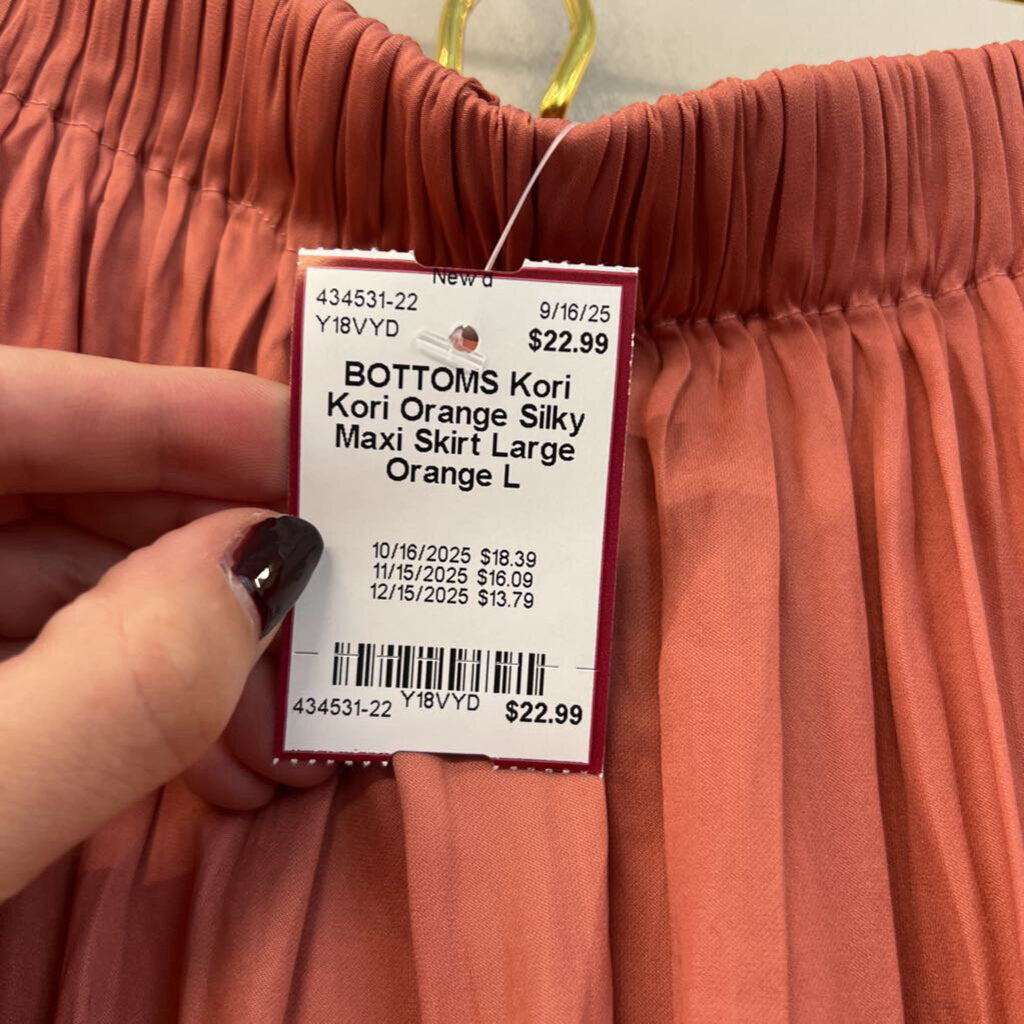 434531-22
9/16/25
Y18VYD
$22.99
BOTTOMS Kori
Kori Orange Silky
Maxi Skirt Large
Orange L
10/16/2025 $18.39
11/15/2025 $16.09
12/15/2025 $13.79
434531-22
Y18VYD
$22.99